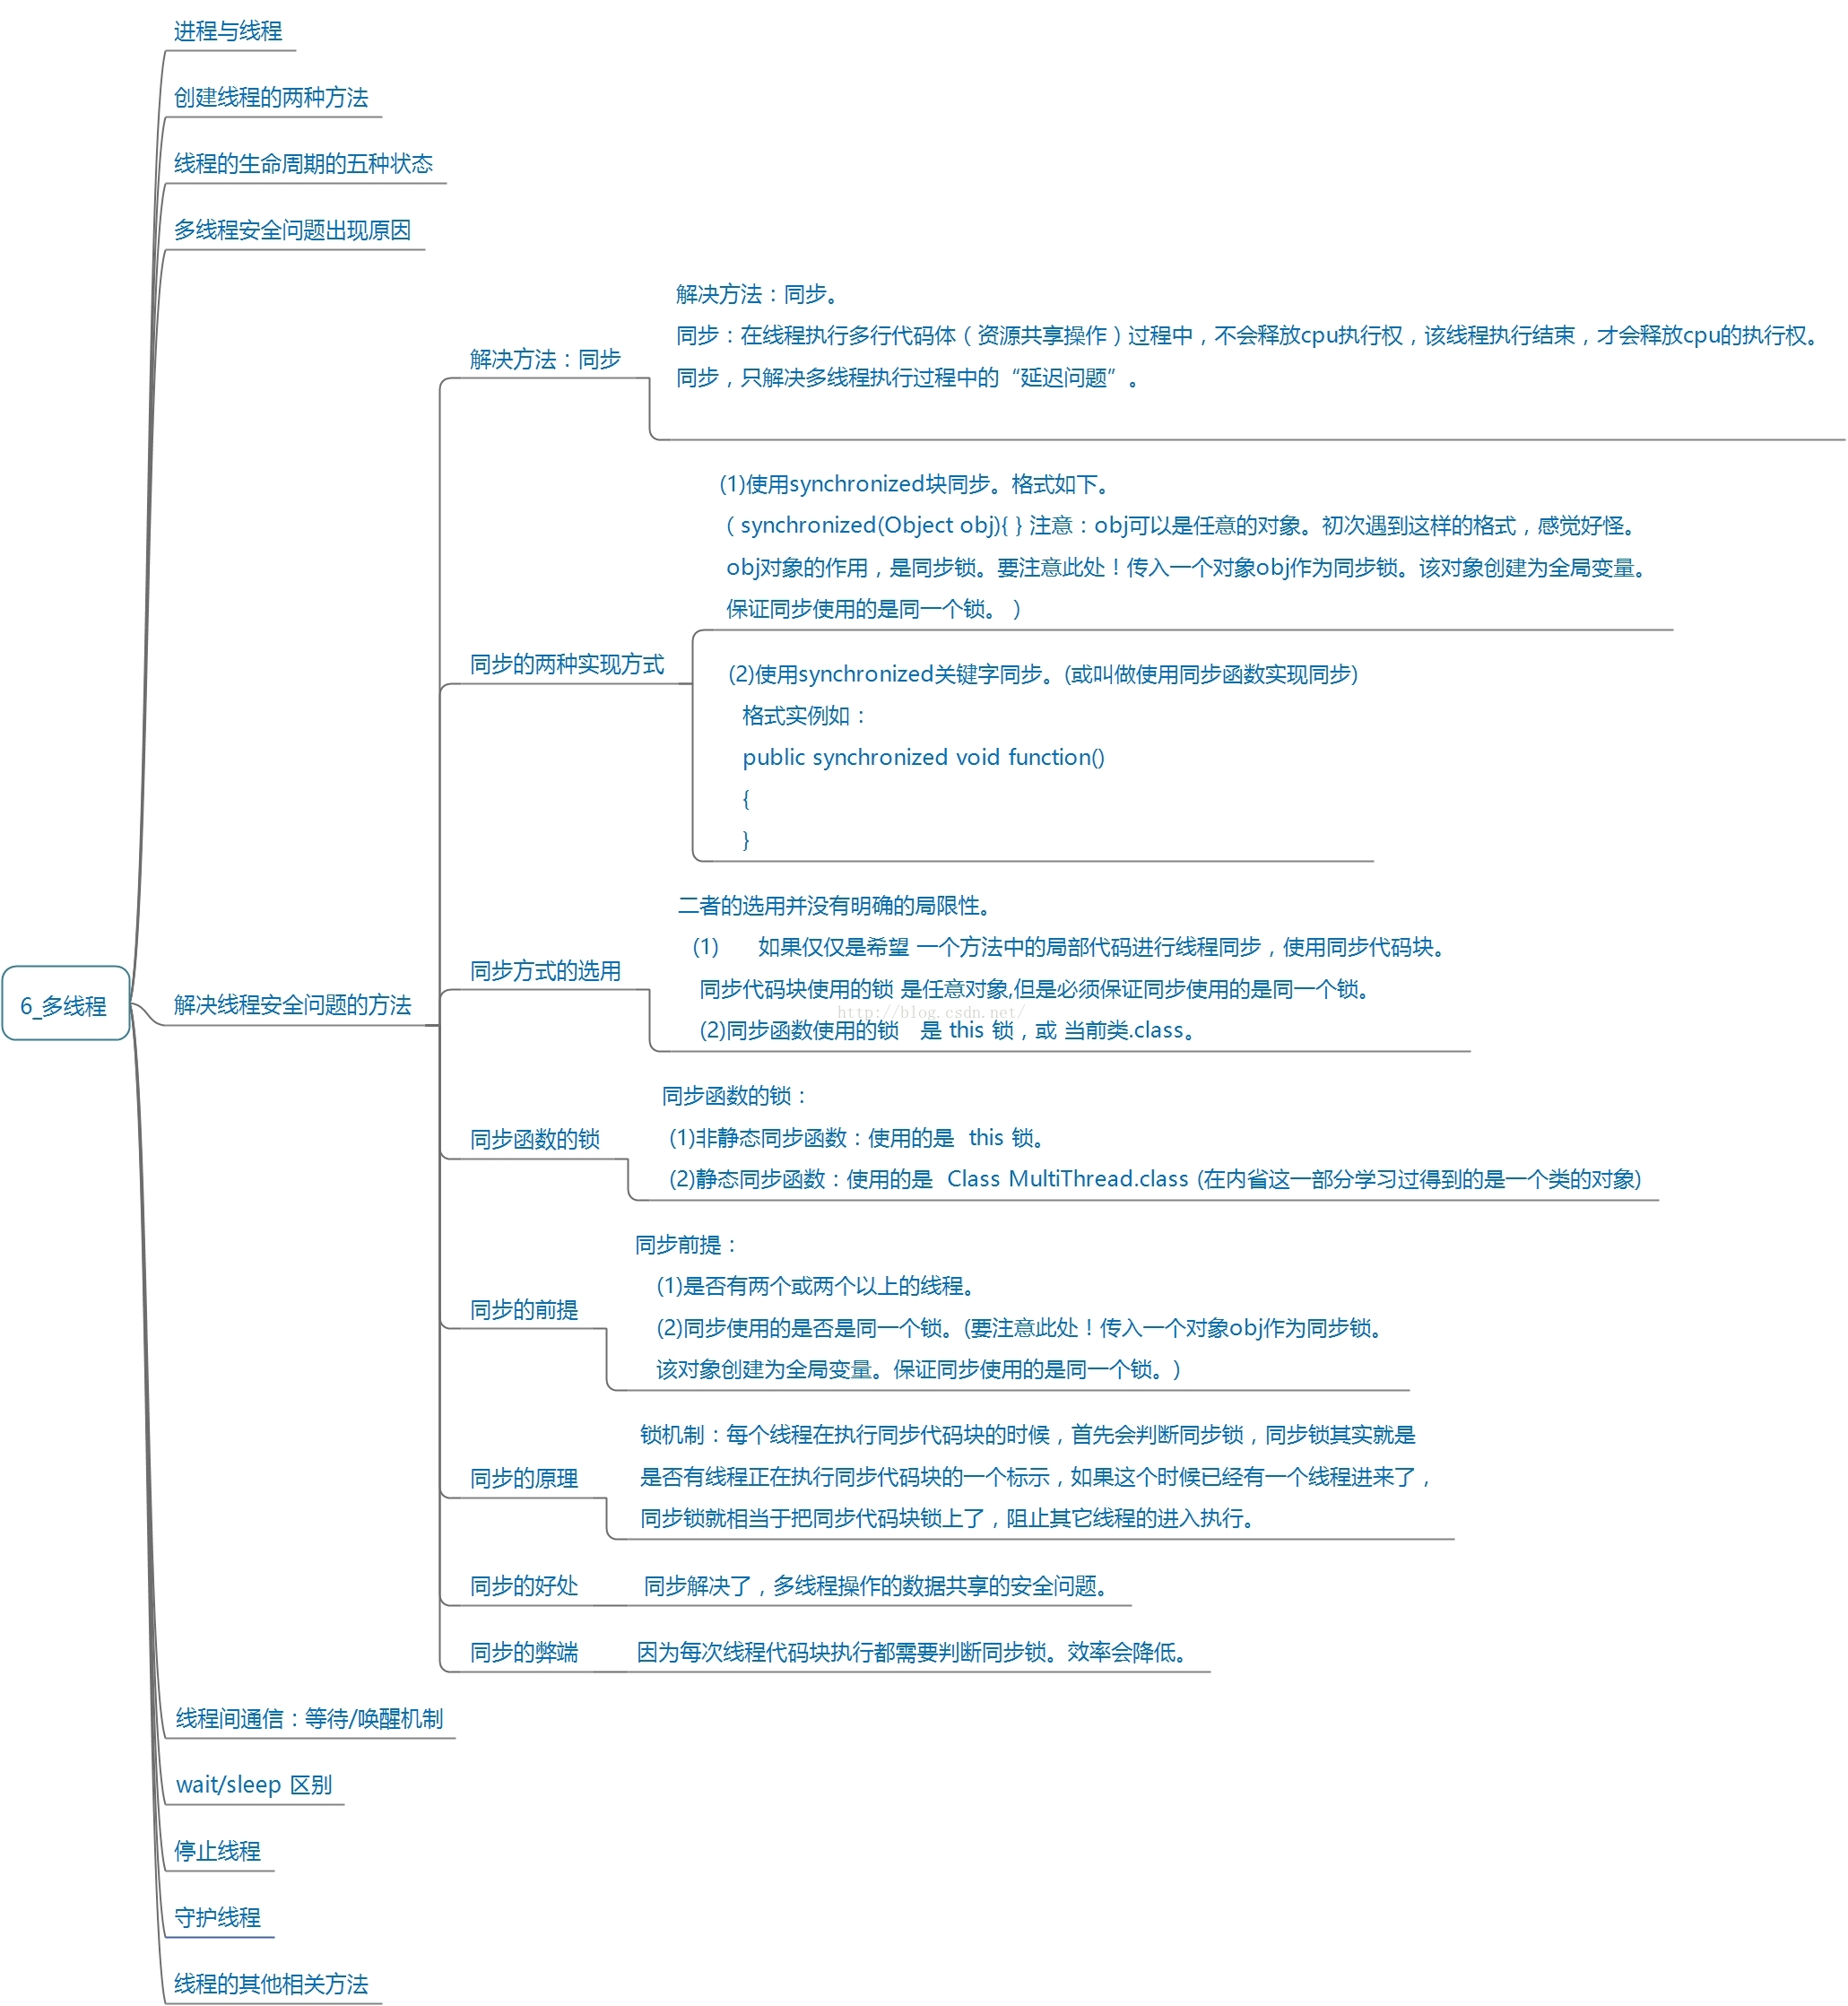 进程与线程
创建线程的两种方法
线程的生命周期的五种状态
多线程安全问题出现原因
6_多线程
解决线程安全问题的方法
解决方法：同步
解决方法：同步。
同步：在线程执行多行代码体（资源共享操作）过程中，不会释放cpu执行权，该线程执行结束，才会释放cpu的执行权。
同步，只解决多线程执行过程中的“延迟问题”。
同步的两种实现方式
(1)使用synchronized块同步。格式如下。
（ synchronized(Object obj){ } 注意：obj可以是任意的对象。初次遇到这样的格式，感觉好怪。
obj对象的作用，是同步锁。要注意此处！传入一个对象obj作为同步锁。该对象创建为全局变量。
保证同步使用的是同一个锁。 ）
(2)使用synchronized关键字同步。(或叫做使用同步函数实现同步)
格式实例如：
public synchronized void function()
{
}
同步方式的选用
二者的选用并没有明确的局限性。
(1) 如果仅仅是希望 一个方法中的局部代码进行线程同步，使用同步代码块。
同步代码块使用的锁 是任意对象,但是必须保证同步使用的是同一个锁。
http://blog.csdn.net/
(2)同步函数使用的锁 是 this 锁，或 当前类.class。
同步函数的锁
同步函数的锁：
(1)非静态同步函数：使用的是 this 锁。
(2)静态同步函数：使用的是 Class MultiThread.class (在内省这一部分学习过得到的是一个类的对象)
同步的前提
同步前提：
(1)是否有两个或两个以上的线程。
(2)同步使用的是否是同一个锁。(要注意此处！传入一个对象obj作为同步锁。
该对象创建为全局变量。保证同步使用的是同一个锁。)
同步的原理
锁机制：每个线程在执行同步代码块的时候，首先会判断同步锁，同步锁其实就是
是否有线程正在执行同步代码块的一个标示，如果这个时候已经有一个线程进来了，
同步锁就相当于把同步代码块锁上了，阻止其它线程的进入执行。
同步的好处
同步解决了，多线程操作的数据共享的安全问题。
同步的弊端
因为每次线程代码块执行都需要判断同步锁。效率会降低。
线程间通信：等待/唤醒机制
wait/sleep 区别
停止线程
守护线程
线程的其他相关方法